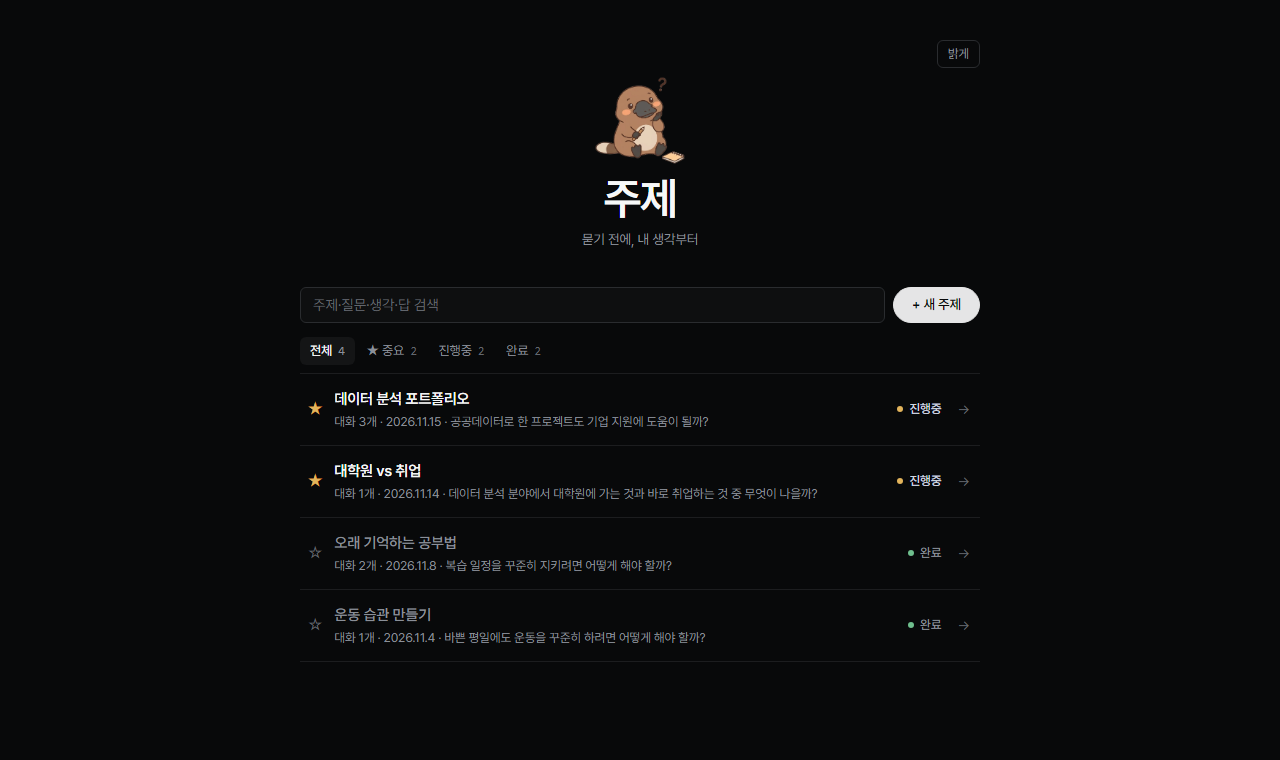 밝게
?
주제
묻기 전에, 내 생각부터
주제·질문·생각·답 검색
+ 새 주제
전체 4 ★ 중요 2 진행중 2 완료 2
★ 데이터 분석 포트폴리오
대화 3개 · 2026.11.15 · 공공데이터로 한 프로젝트도 기업 지원에 도움이 될까?
진행중 →
★ 대학원 vs 취업
대화 1개 · 2026.11.14 · 데이터 분석 분야에서 대학원에 가는 것과 바로 취업하는 것 중 무엇이 나을까?
진행중 →
☆ 오래 기억하는 공부법
대화 2개 · 2026.11.8 · 복습 일정을 꾸준히 지키려면 어떻게 해야 할까?
완료 →
☆ 운동 습관 만들기
대화 1개 · 2026.11.4 · 바쁜 평일에도 운동을 꾸준히 하려면 어떻게 해야 할까?
완료 →